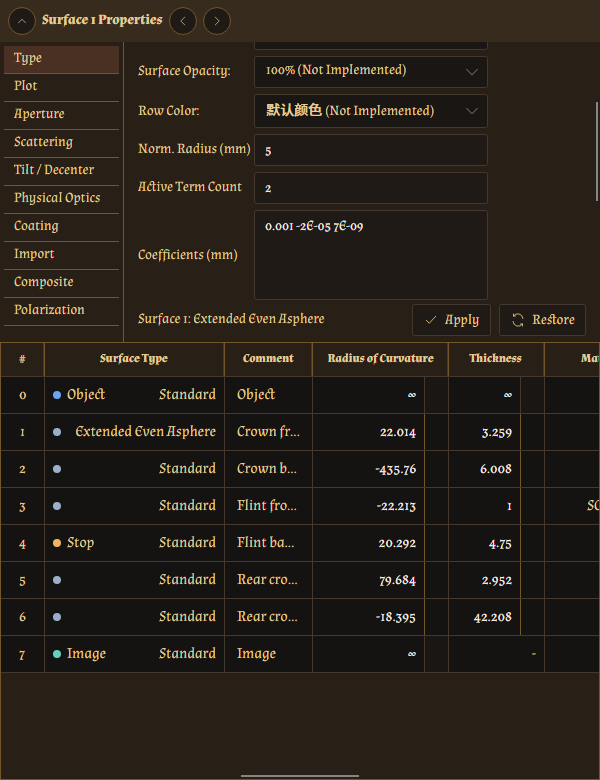 Surface 1 Properties
Type
Plot
Aperture
Scattering
Tilt / Decenter
Physical Optics
Coating
Import
Composite
Polarization
Surface Opacity: 100% (Not Implemented)
Row Color: 默认颜色 (Not Implemented)
Norm. Radius (mm) 5
Active Term Count 2
Coefficients (mm) 0.001 -2E-05 7E-09
Surface 1: Extended Even Asphere Apply Restore
# Surface Type Comment Radius of Curvature Thickness Ma
0 Object Standard Object ∞ ∞
1 Extended Even Asphere Crown fr... 22.014 3.259
2 Standard Crown b... -435.76 6.008
3 Standard Flint fro... -22.213 1 SC
4 Stop Standard Flint ba... 20.292 4.75
5 Standard Rear cro... 79.684 2.952
6 Standard Rear cro... -18.395 42.208
7 Image Standard Image ∞ -